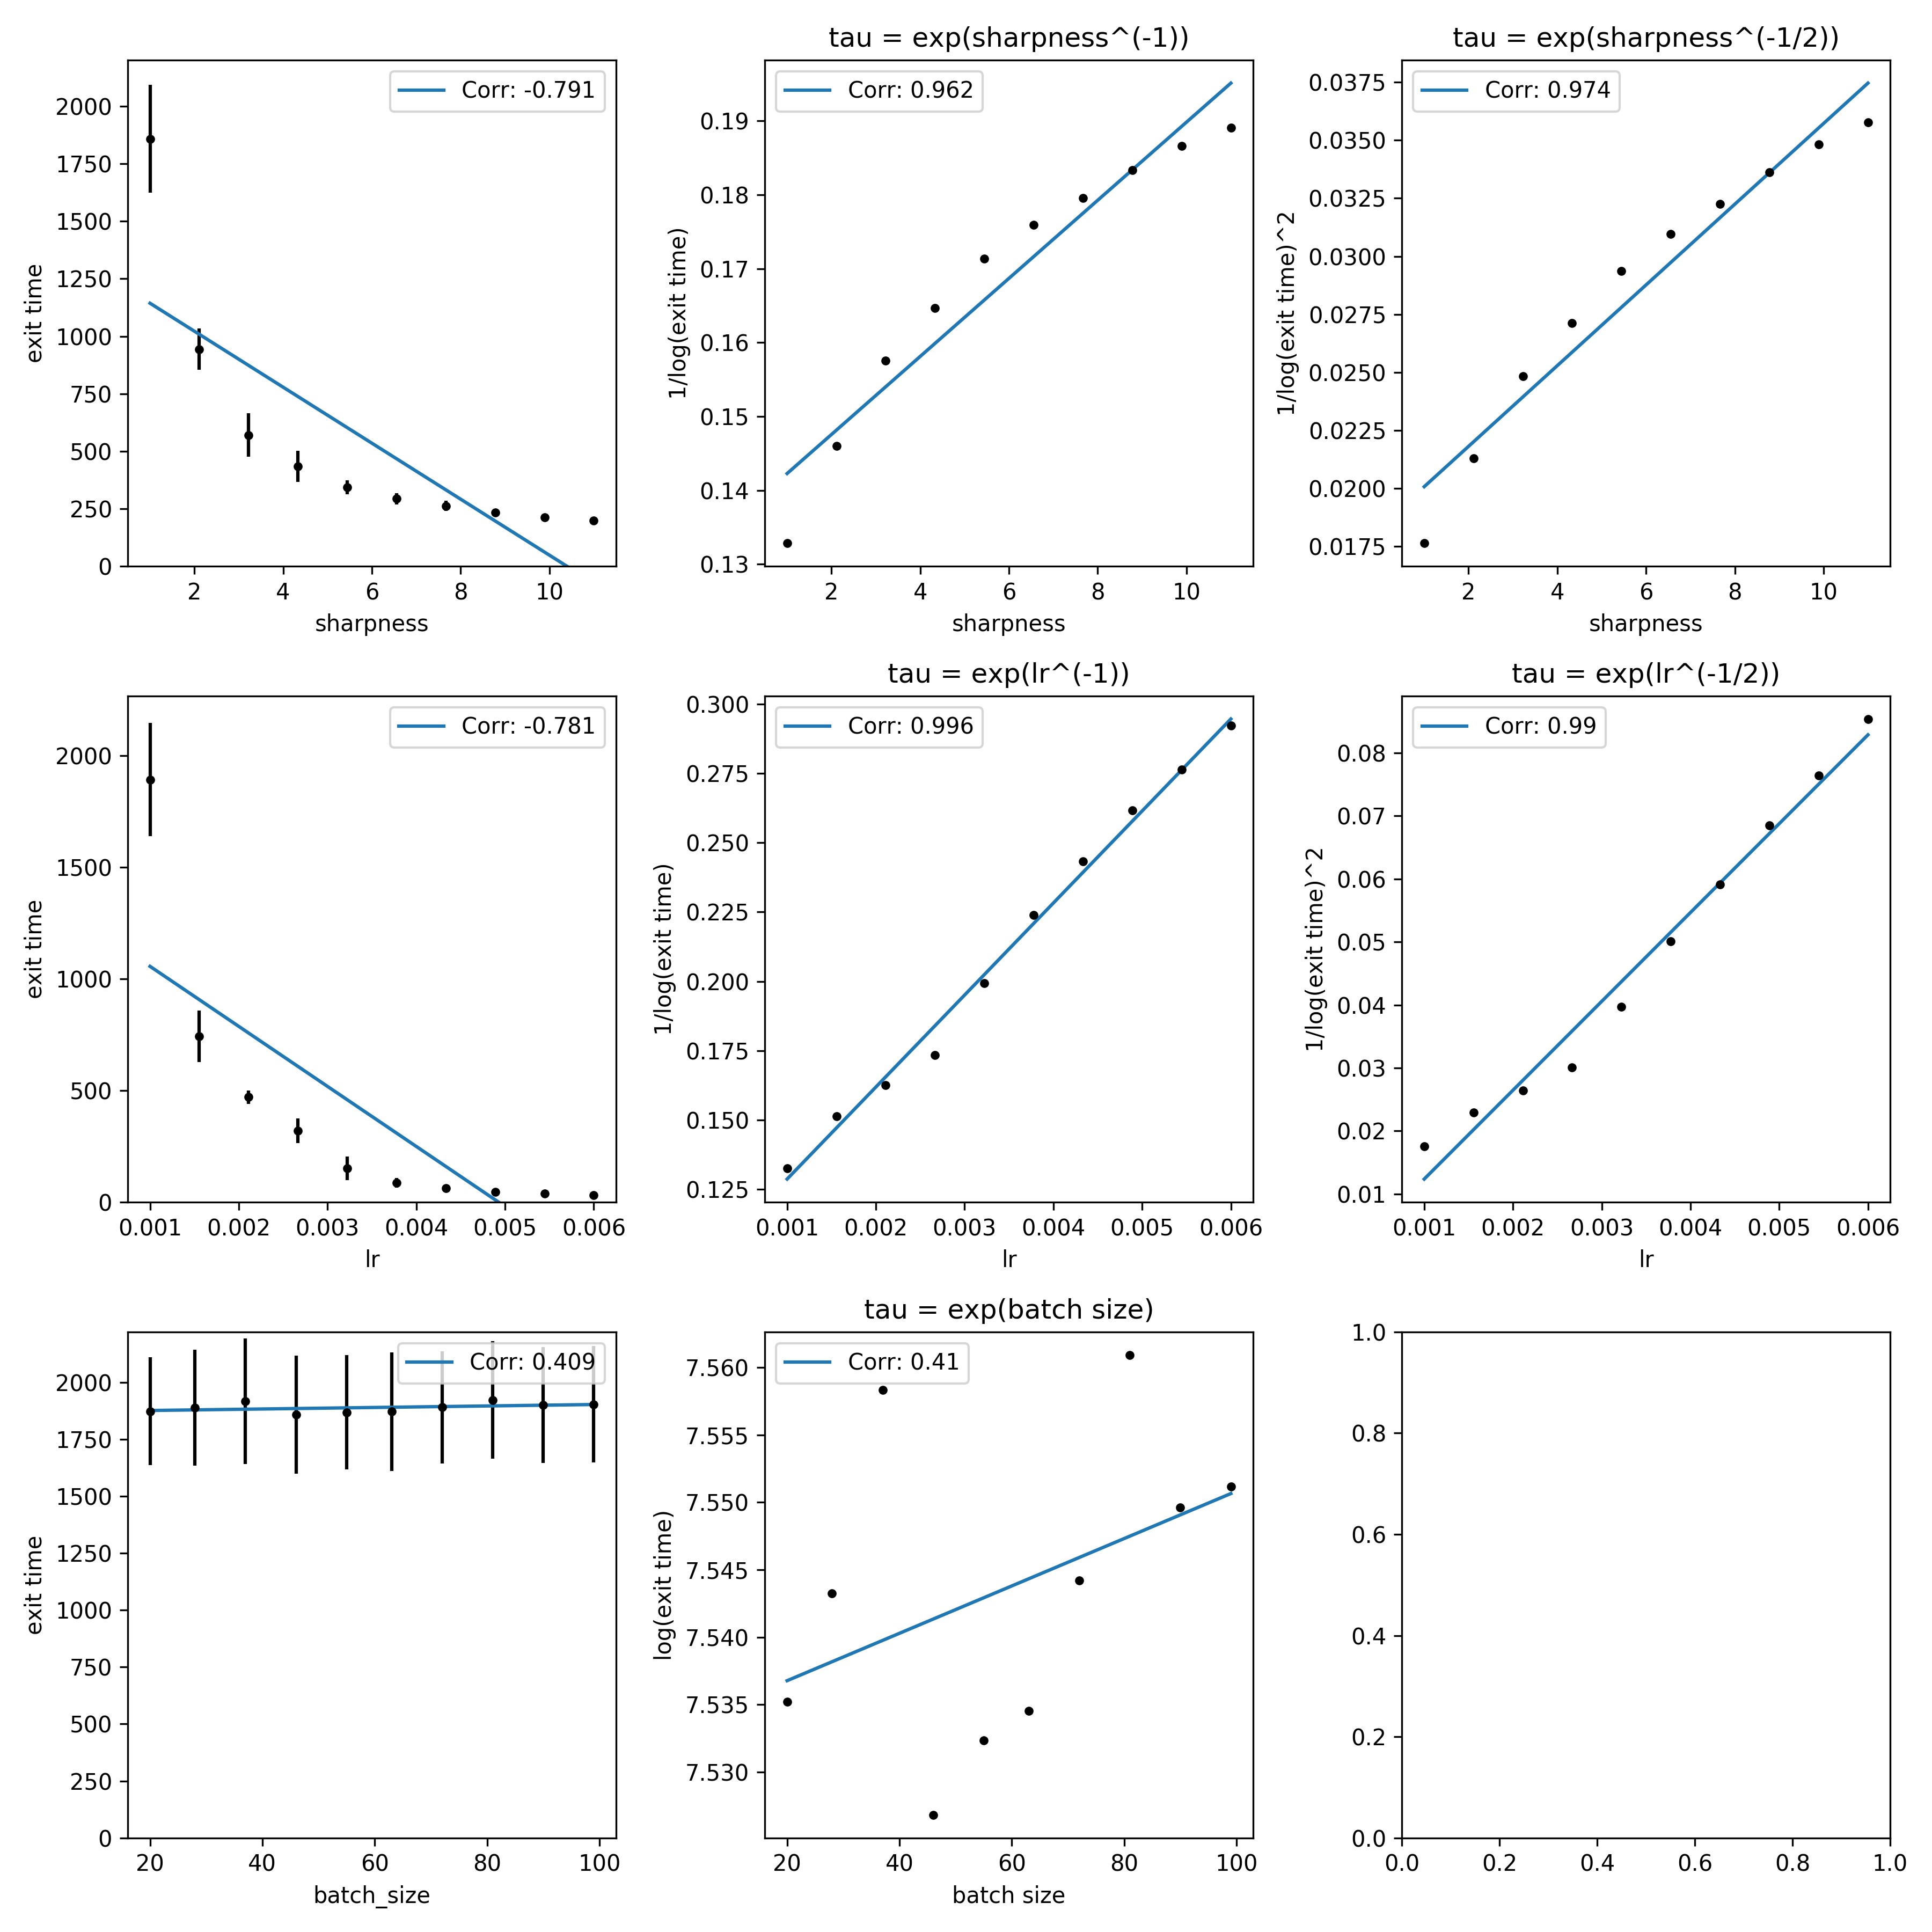 tau = exp(sharpness^(-1))
tau = exp(sharpness^(-1/2))
Corr: -0.791
2000
1750
1500
1250
1000
750
500
250
0
exit time
2 4 6 8 10
sharpness
Corr: 0.962
0.19
0.18
0.17
0.16
0.15
0.14
0.13
1/log(exit time)
2 4 6 8 10
sharpness
Corr: 0.974
0.0375
0.0350
0.0325
0.0300
0.0275
0.0250
0.0225
0.0200
0.0175
1/log(exit time)^2
2 4 6 8 10
sharpness
tau = exp(lr^(-1))
tau = exp(lr^(-1/2))
Corr: -0.781
2000
1500
1000
500
0
exit time
0.001 0.002 0.003 0.004 0.005 0.006
lr
Corr: 0.996
0.300
0.275
0.250
0.225
0.200
0.175
0.150
0.125
1/log(exit time)
0.001 0.002 0.003 0.004 0.005 0.006
lr
Corr: 0.99
0.08
0.07
0.06
0.05
0.04
0.03
0.02
0.01
1/log(exit time)^2
0.001 0.002 0.003 0.004 0.005 0.006
lr
tau = exp(batch size)
Corr: 0.409
2000
1750
1500
1250
1000
750
500
250
0
exit time
20 40 60 80 100
batch_size
Corr: 0.41
7.560
7.555
7.550
7.545
7.540
7.535
7.530
log(exit time)
20 40 60 80 100
batch size
1.0
0.8
0.6
0.4
0.2
0.0
0.0 0.2 0.4 0.6 0.8 1.0